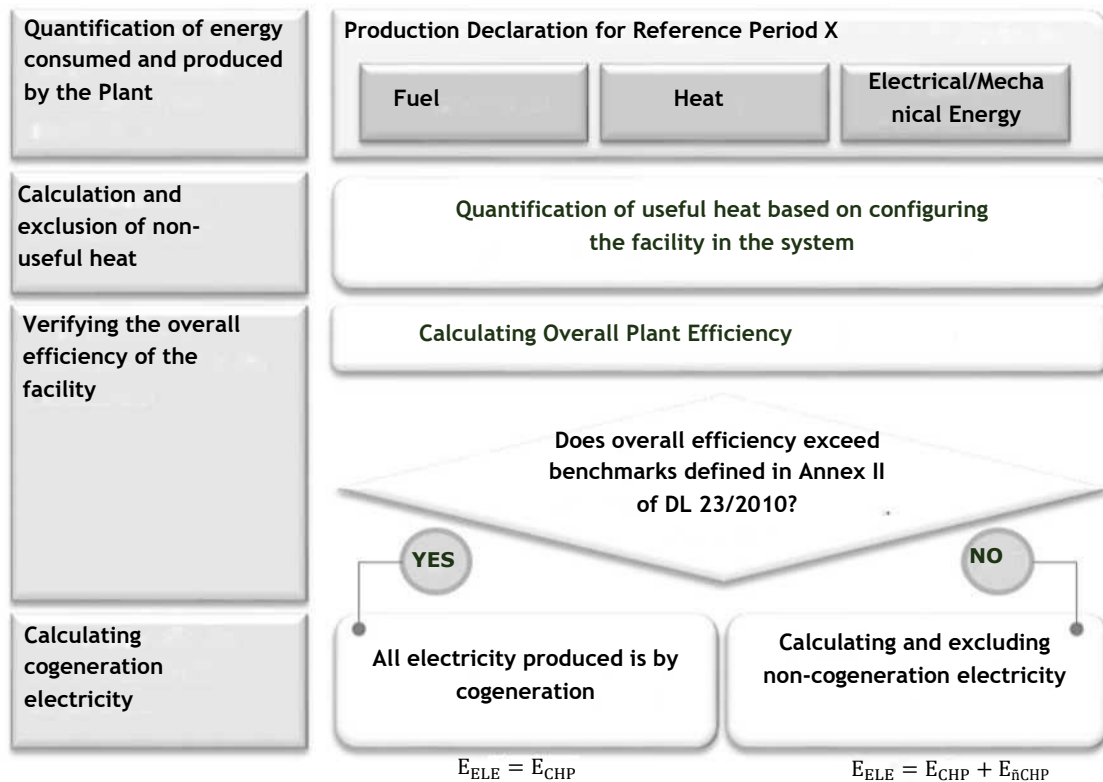 Quantification of energy
consumed and produced
by the Plant
Production Declaration for Reference Period X
Fuel
Heat
Electrical/Mecha
nical Energy
Calculation and
exclusion of non-
useful heat
Quantification of useful heat based on configuring
the facility in the system
Verifying the overall
efficiency of the
facility
Calculating Overall Plant Efficiency
Does overall efficiency exceed
benchmarks defined in Annex II
of DL 23/2010?
YES
NO
Calculating
cogeneration
electricity
All electricity produced is by
cogeneration
Calculating and excluding
non-cogeneration electricity
E_ELE = E_CHP
E_ELE = E_CHP + E_ñCHP